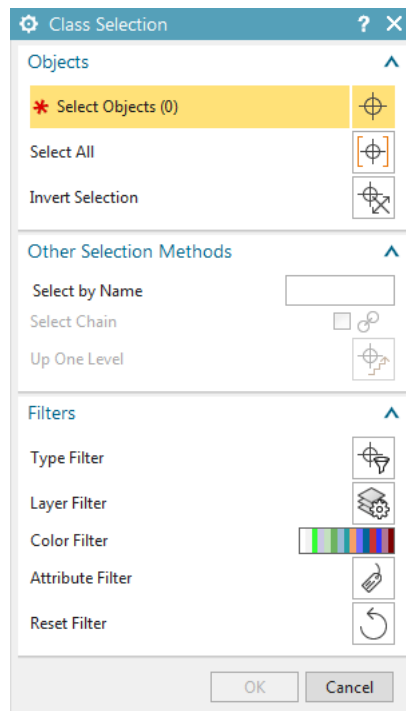 Class Selection ? X
Objects
* Select Objects (0)
Select All
Invert Selection
Other Selection Methods
Select by Name
Select Chain
Up One Level
Filters
Type Filter
Layer Filter
Color Filter
Attribute Filter
Reset Filter
OK Cancel